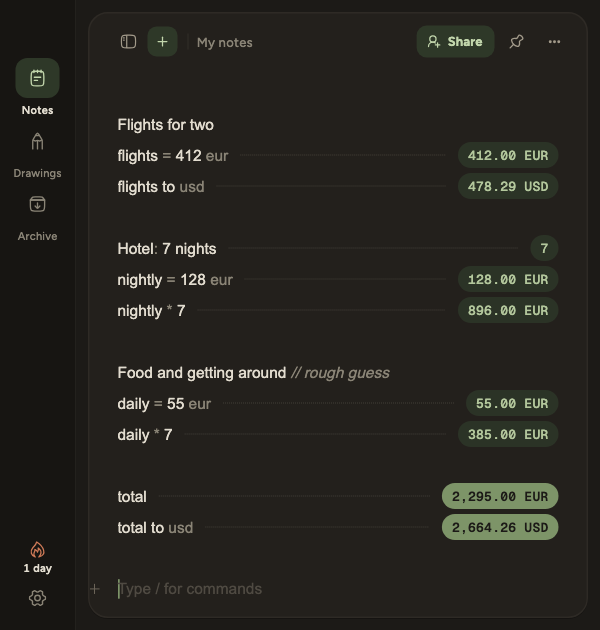 My notes
Share
Notes
Drawings
Archive
Flights for two
flights = 412 eur 412.00 EUR
flights to usd 478.29 USD
Hotel: 7 nights 7
nightly = 128 eur 128.00 EUR
nightly * 7 896.00 EUR
Food and getting around // rough guess
daily = 55 eur 55.00 EUR
daily * 7 385.00 EUR
total 2,295.00 EUR
total to usd 2,664.26 USD
Type / for commands
1 day